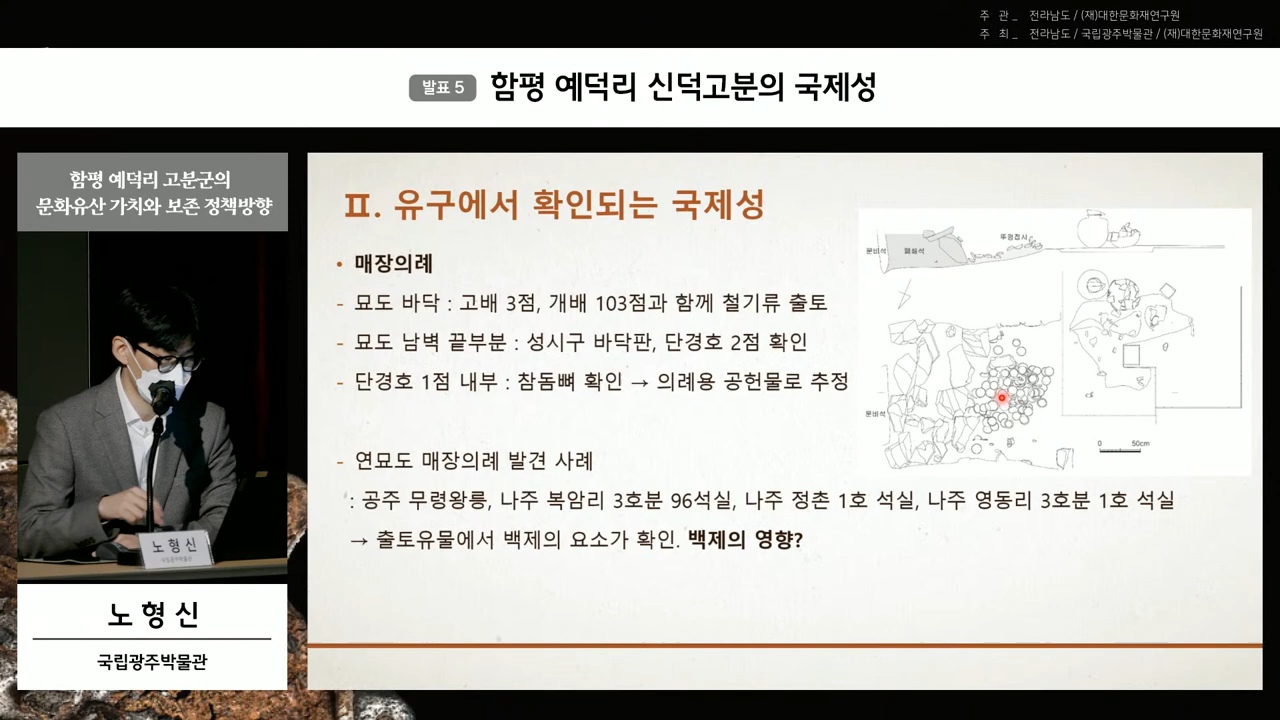 주 관 _ 전라남도 / (재)대한문화재연구원
주 최 _ 전라남도 / 국립광주박물관 / (재)대한문화재연구원
발표 5 함평 예덕리 신덕고분의 국제성
함평 예덕리 고분군의
문화유산 가치와 보존 정책방향
노형신
국립광주박물관
노 형 신
국립광주박물관
Ⅱ. 유구에서 확인되는 국제성
• 매장의례
- 묘도 바닥 : 고배 3점, 개배 103점과 함께 철기류 출토
- 묘도 남벽 끝부분 : 성시구 바닥판, 단경호 2점 확인
- 단경호 1점 내부 : 참돔뼈 확인 → 의례용 공헌물로 추정
- 연묘도 매장의례 발견 사례
: 공주 무령왕릉, 나주 복암리 3호분 96석실, 나주 정촌 1호 석실, 나주 영동리 3호분 1호 석실
→ 출토유물에서 백제의 요소가 확인. 백제의 영향?
문비석
폐쇄석
뚜껑접시
문비석
0 50cm